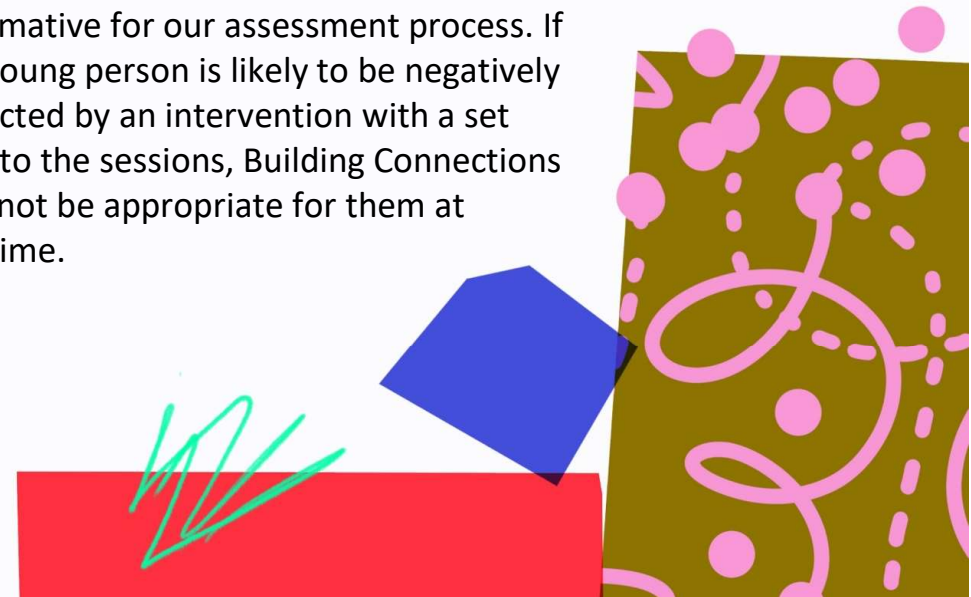 mative for our assessment process. If
oung person is likely to be negatively
cted by an intervention with a set
to the sessions, Building Connections
not be appropriate for them at
ime.